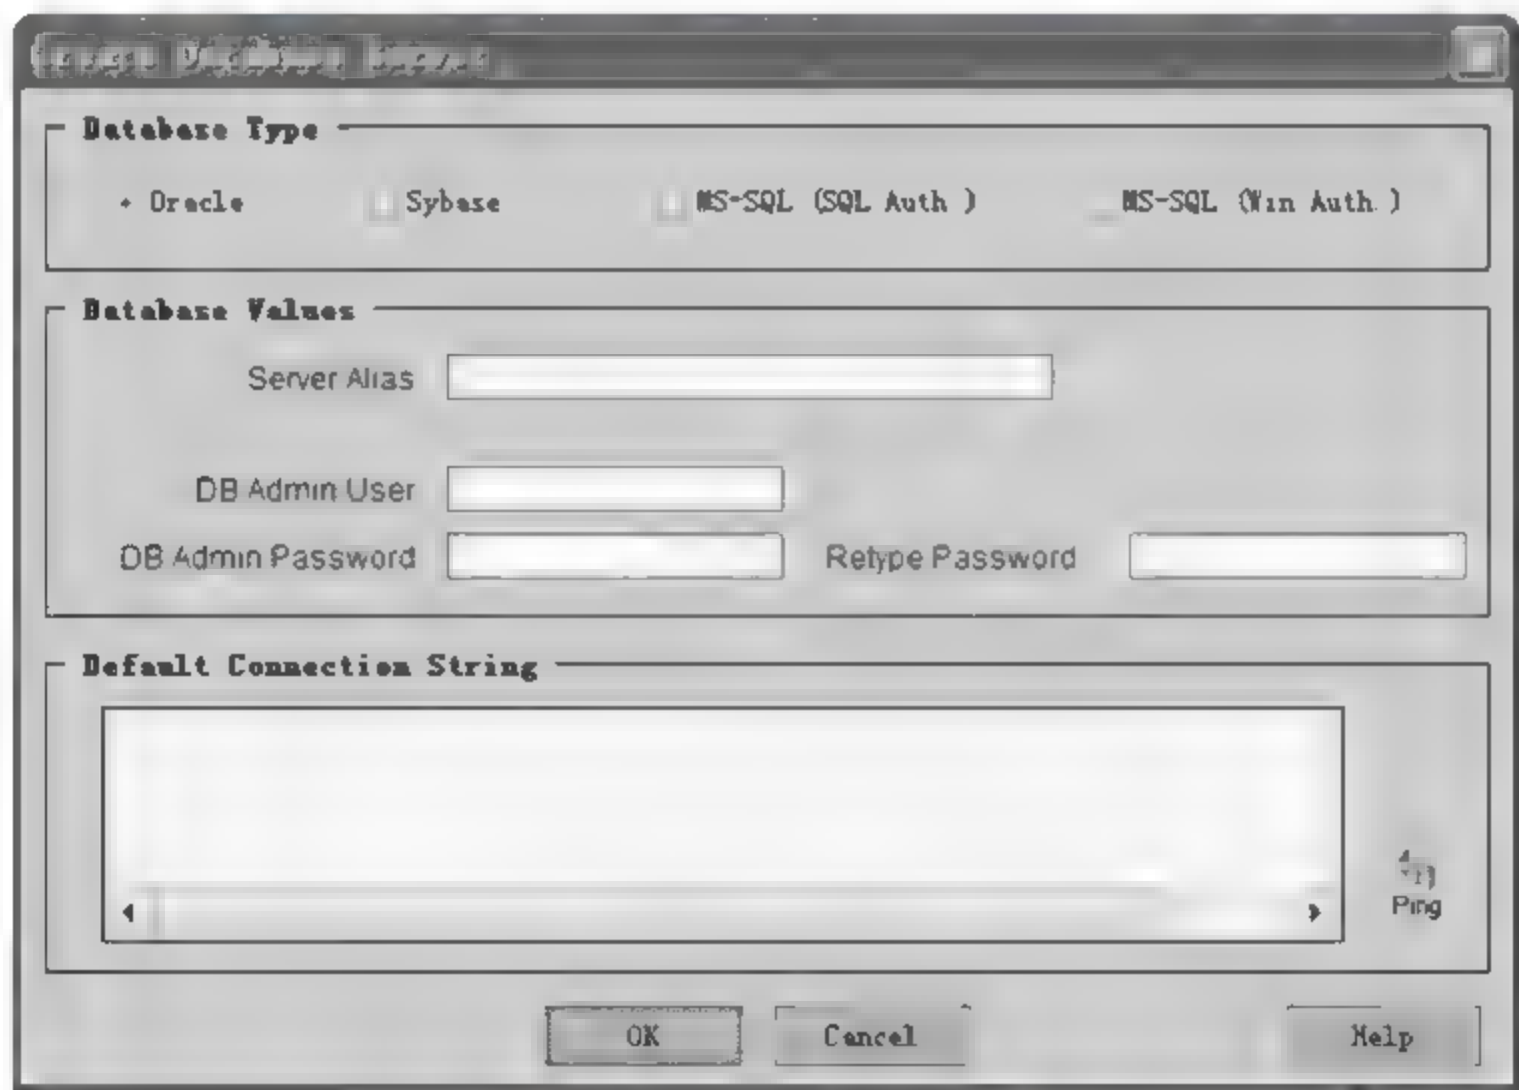 Database Type
Oracle Sybase MS-SQL (SQL Auth ) MS-SQL (Win Auth.)
Database Values
Server Alias
DB Admin User
DB Admin Password Retype Password
Default Connection String
Ping
OK Cancel Help